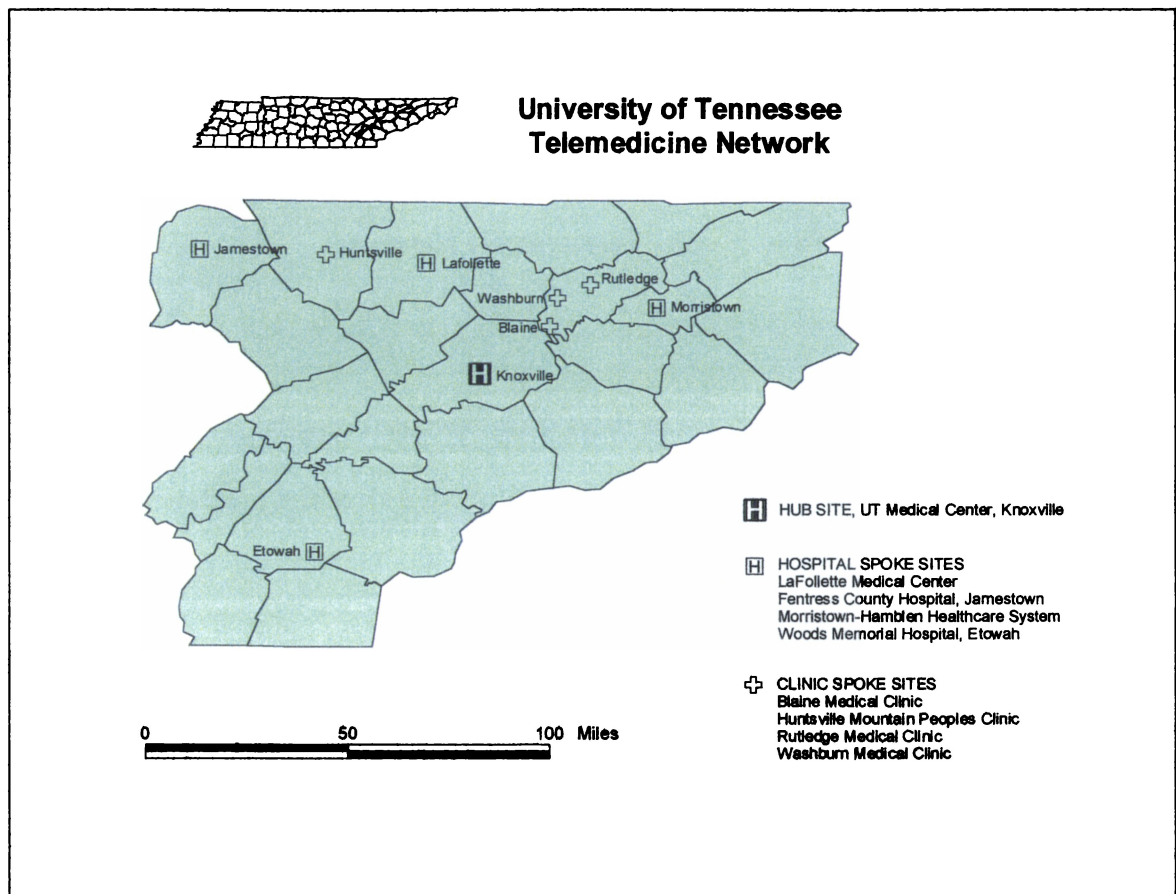 University of Tennessee
Telemedicine Network
Jamestown
Huntsville
Lafollette
Rutledge
Washburn
Morristown
Blaine
Knoxville
Etowah
HUB SITE, UT Medical Center, Knoxville
HOSPITAL SPOKE SITES
LaFollette Medical Center
Fentress County Hospital, Jamestown
Morristown-Hamblen Healthcare System
Woods Memorial Hospital, Etowah
CLINIC SPOKE SITES
Blaine Medical Clinic
Huntsville Mountain Peoples Clinic
Rutledge Medical Clinic
Washburn Medical Clinic
0 50 100 Miles